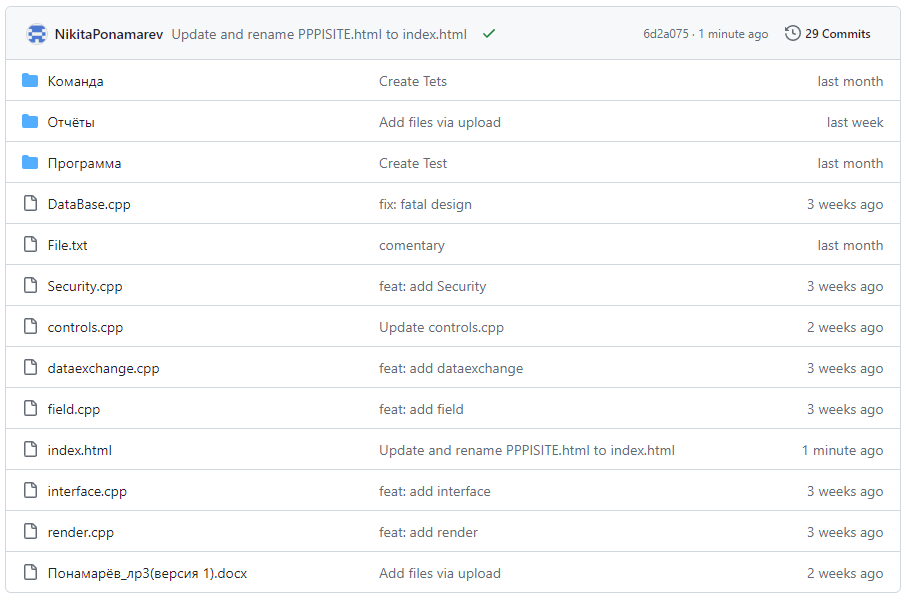 NikitaPonamarev Update and rename PPPISITE.html to index.html 6d2a075 · 1 minute ago 29 Commits
Команда Create Tets last month
Отчёты Add files via upload last week
Программа Create Test last month
DataBase.cpp fix: fatal design 3 weeks ago
File.txt comentary last month
Security.cpp feat: add Security 3 weeks ago
controls.cpp Update controls.cpp 2 weeks ago
dataexchange.cpp feat: add dataexchange 3 weeks ago
field.cpp feat: add field 3 weeks ago
index.html Update and rename PPPISITE.html to index.html 1 minute ago
interface.cpp feat: add interface 3 weeks ago
render.cpp feat: add render 3 weeks ago
Понамарёв_лр3(версия 1).docx Add files via upload 2 weeks ago